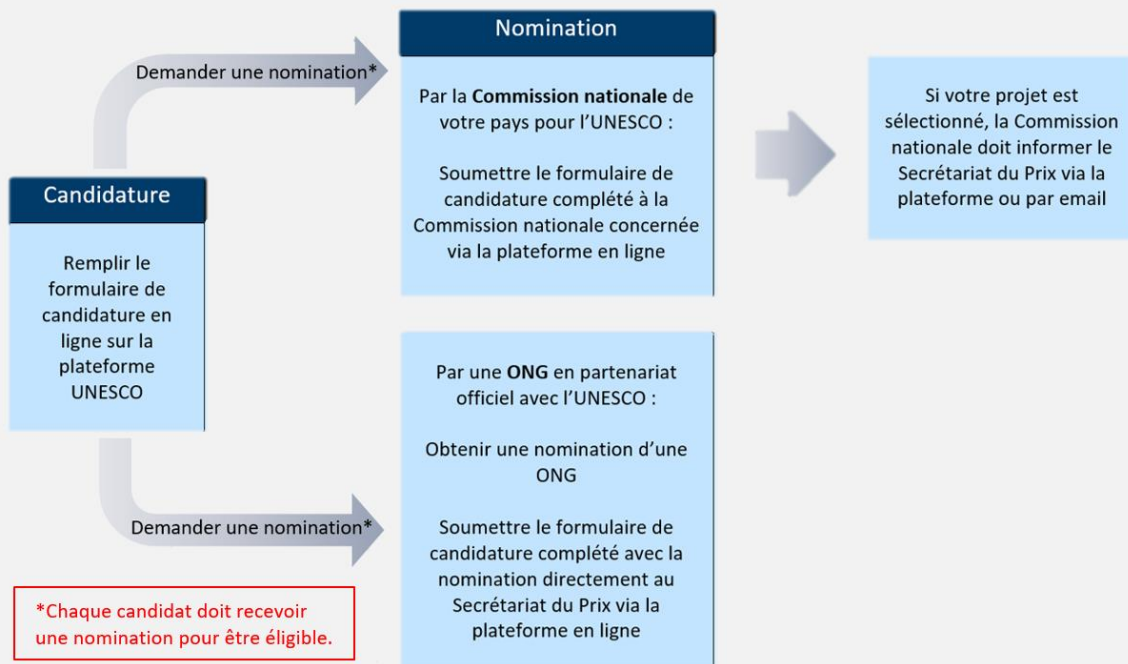 Candidature
Remplir le
formulaire de
candidature en
ligne sur la
plateforme
UNESCO
Demander une nomination*
Nomination
Par la Commission nationale de
votre pays pour l’UNESCO :
Soumettre le formulaire de
candidature complété à la
Commission nationale concernée
via la plateforme en ligne
Si votre projet est
sélectionné, la Commission
nationale doit informer le
Secrétariat du Prix via la
plateforme ou par email
Demander une nomination*
Par une ONG en partenariat
officiel avec l’UNESCO :
Obtenir une nomination d’une
ONG
Soumettre le formulaire de
candidature complété avec la
nomination directement au
Secrétariat du Prix via la
plateforme en ligne
*Chaque candidat doit recevoir
une nomination pour être éligible.